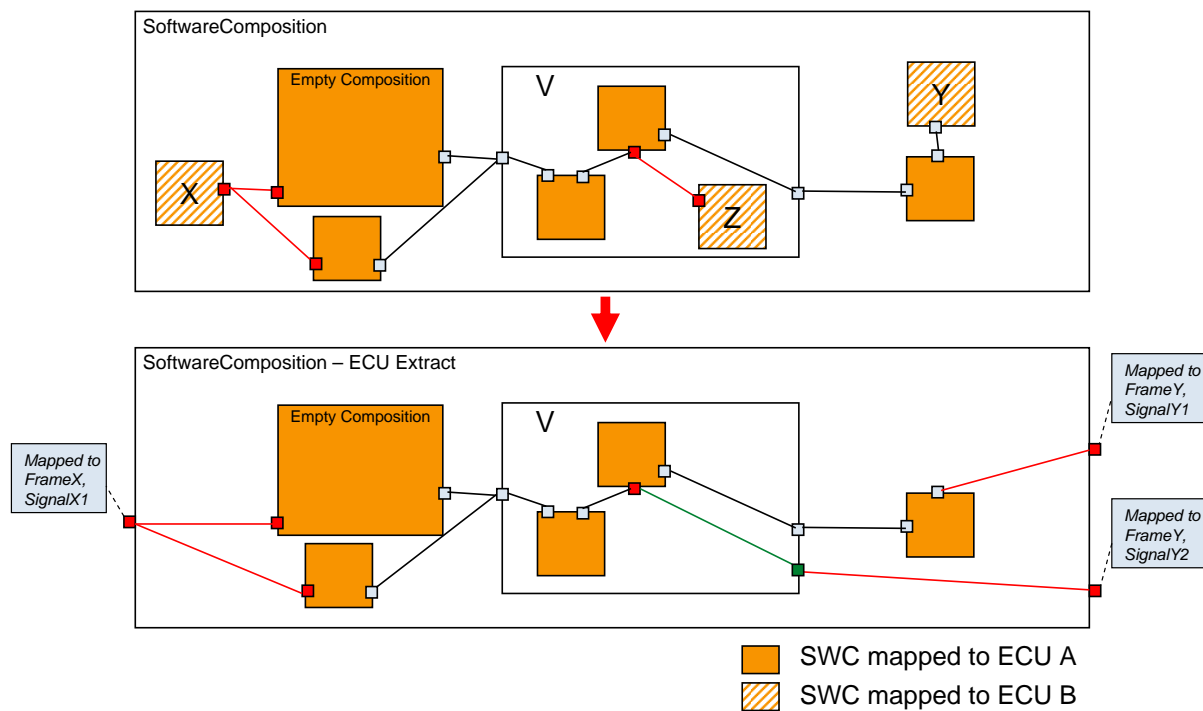 SoftwareComposition
Empty Composition
V
Y
X
Z
SoftwareComposition – ECU Extract
Empty Composition
V
Mapped to
FrameY,
SignalY1
Mapped to
FrameX,
SignalX1
Mapped to
FrameY,
SignalY2
SWC mapped to ECU A
SWC mapped to ECU B